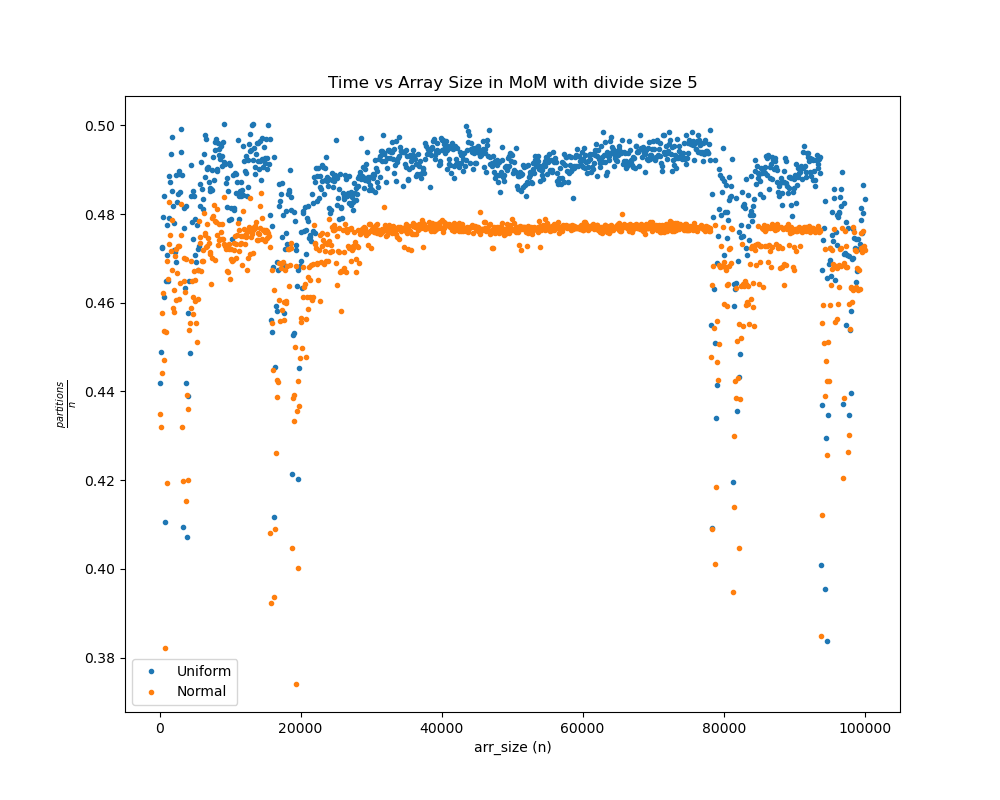 Time vs Array Size in MoM with divide size 5
partitions
n
0.50
0.48
0.46
0.44
0.42
0.40
0.38
Uniform
Normal
0 20000 40000 60000 80000 100000
arr_size (n)